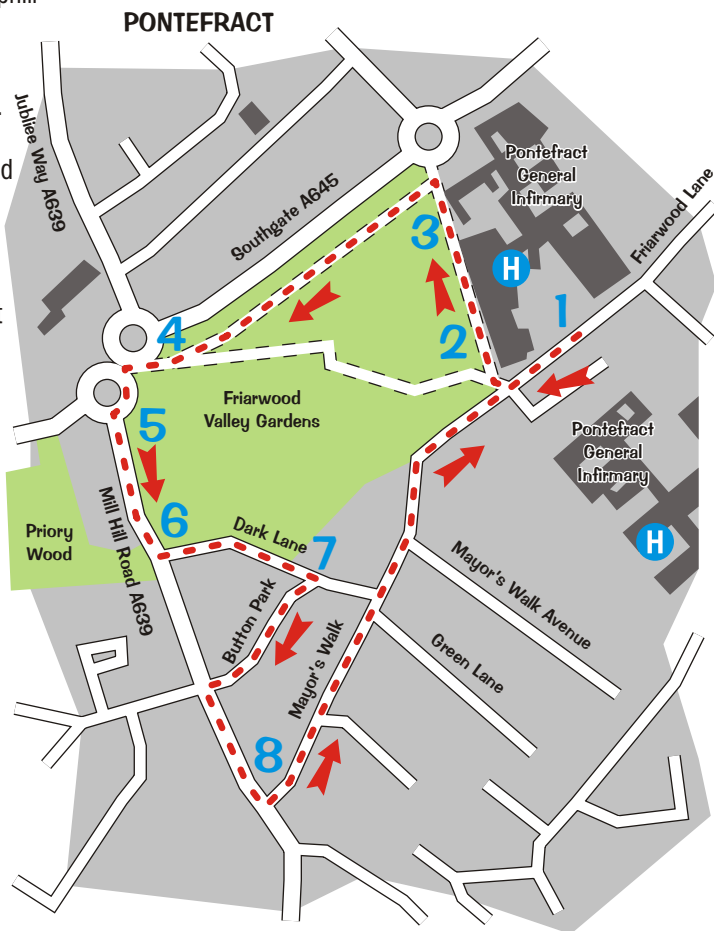 PONTEFRACT
Jubliee Way A639
Southgate A645
Pontefract
General
Infirmary
Friarwood Lane
H
1
2
3
4
Friarwood
Valley Gardens
Pontefract
General
Infirmary
H
5
6
7
8
Priory
Wood
Mill Hill Road A639
Dark Lane
Button Park
Mayor's Walk
Mayor's Walk Avenue
Green Lane